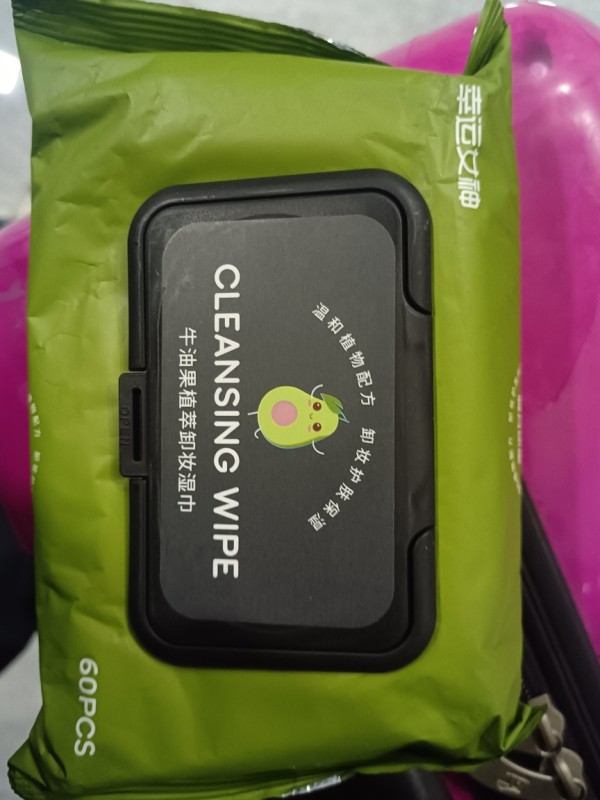 幸运女神
温和植物配方 卸妆护肤保湿
CLEANSING WIPE
牛油果植萃卸妆湿巾
OPEN
60PCS